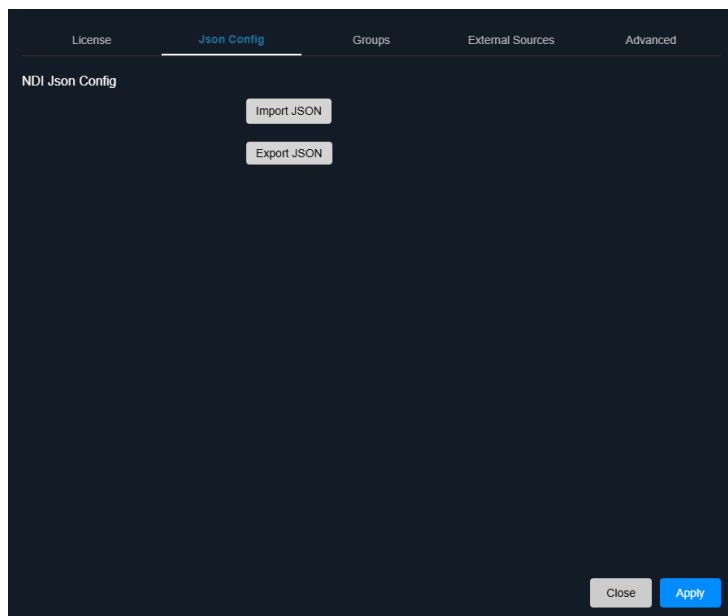 License Json Config Groups External Sources Advanced
NDI Json Config
Import JSON
Export JSON
Close Apply